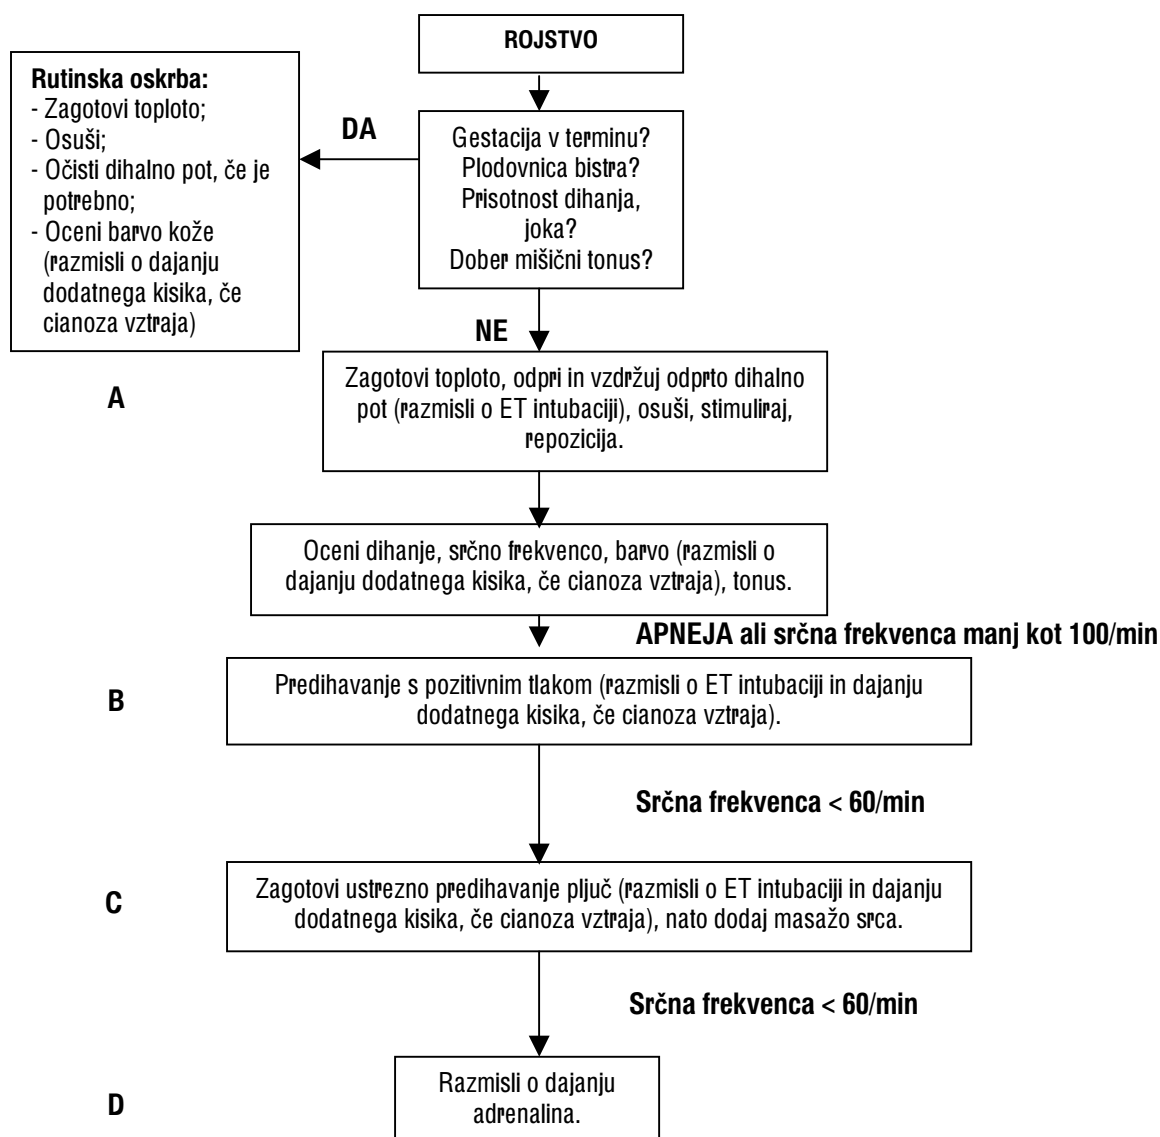 ROJSTVO
Rutinska oskrba:
- Zagotovi toploto;
- Osuši;
- Očisti dihalno pot, če je
potrebno;
- Oceni barvo kože
(razmisli o dajanju
dodatnega kisika, če
cianoza vztraja)
DA
Gestacija v terminu?
Plodovnica bistra?
Prisotnost dihanja,
joka?
Dober mišični tonus?
NE
A
Zagotovi toploto, odpri in vzdržuj odprto dihalno
pot (razmisli o ET intubaciji), osuši, stimuliraj,
repozicija.
Oceni dihanje, srčno frekvenco, barvo (razmisli o
dajanju dodatnega kisika, če cianoza vztraja), tonus.
APNEJA ali srčna frekvenca manj kot 100/min
B
Predihavanje s pozitivnim tlakom (razmisli o ET intubaciji in dajanju
dodatnega kisika, če cianoza vztraja).
Srčna frekvenca < 60/min
C
Zagotovi ustrezno predihavanje pljuč (razmisli o ET intubaciji in dajanju
dodatnega kisika, če cianoza vztraja), nato dodaj masažo srca.
Srčna frekvenca < 60/min
D
Razmisli o dajanju
adrenalina.